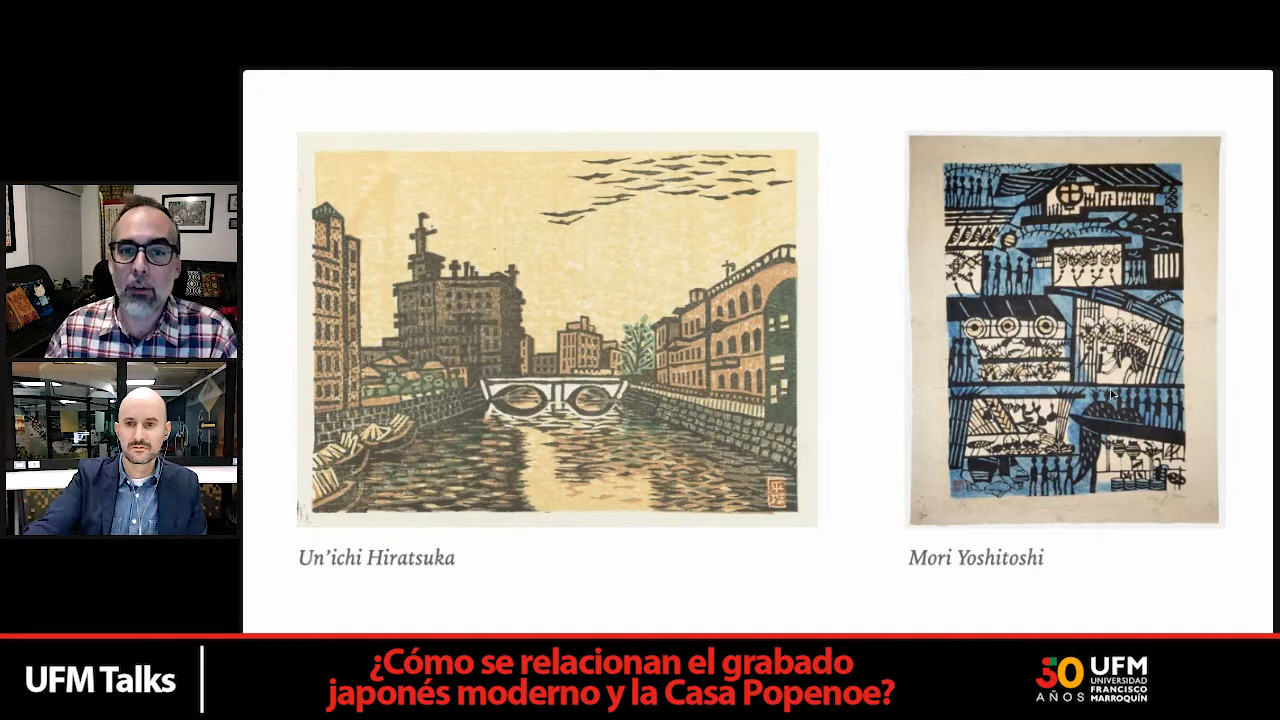 Un’ichi Hiratsuka
Mori Yoshitoshi
UFM Talks
¿Cómo se relacionan el grabado
japonés moderno y la Casa Popenoe?
50
AÑOS
UFM
UNIVERSIDAD
FRANCISCO
MARROQUÍN